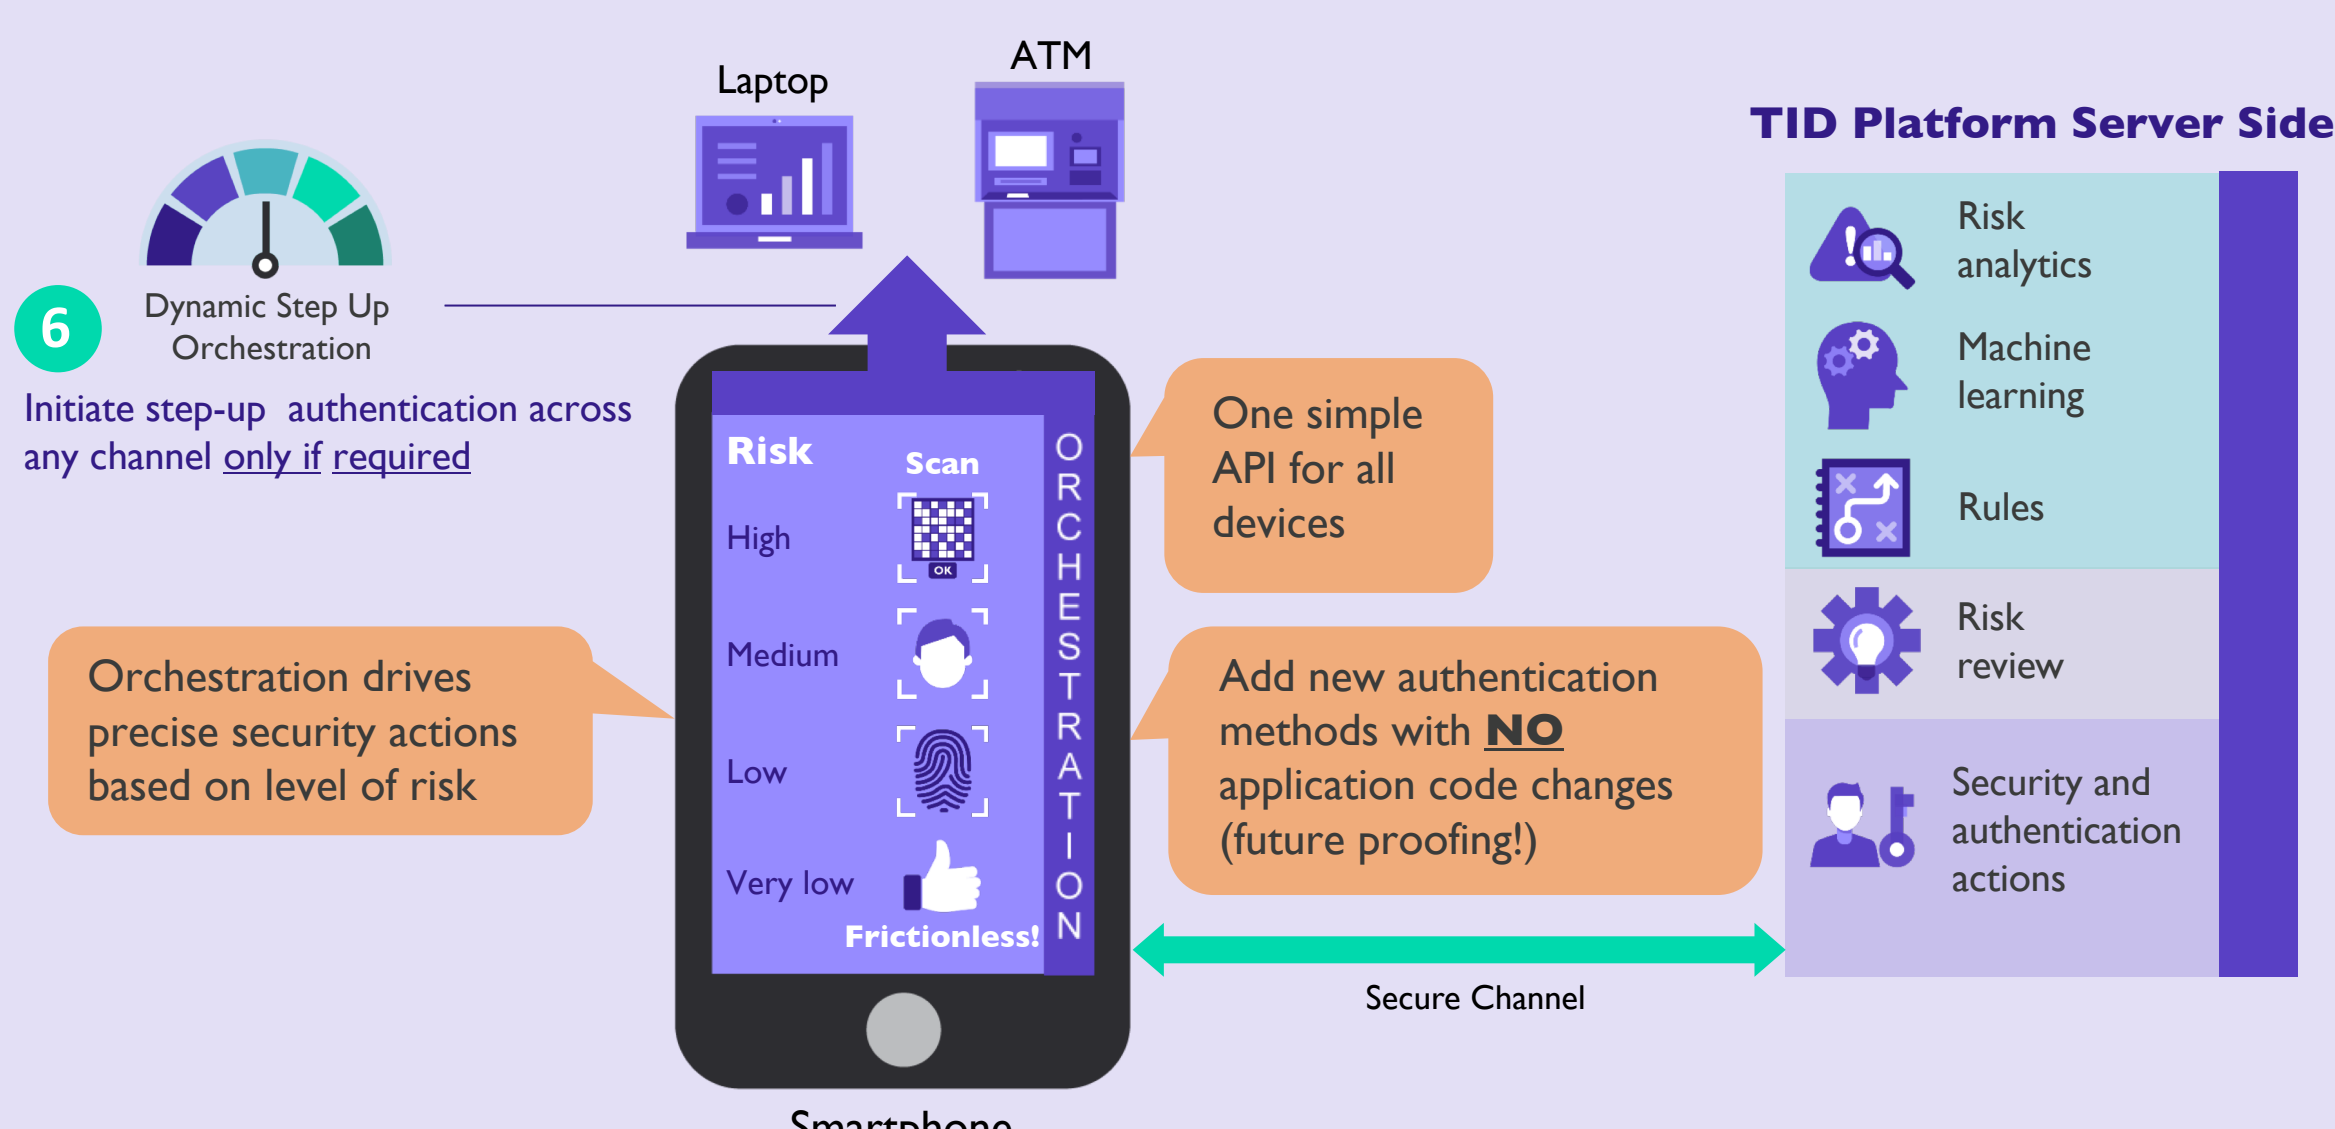 Laptop
ATM
TID Platform Server Side
6
Dynamic Step Up
Orchestration
Initiate step-up authentication across
any channel only if required
Risk
Scan
High
OK
Medium
Low
Very low
Frictionless!
ORCHESTRATION
One simple
API for all
devices
Orchestration drives
precise security actions
based on level of risk
Add new authentication
methods with NO
application code changes
(future proofing!)
Secure Channel
Smartphone
Risk
analytics
Machine
learning
Rules
Risk
review
Security and
authentication
actions